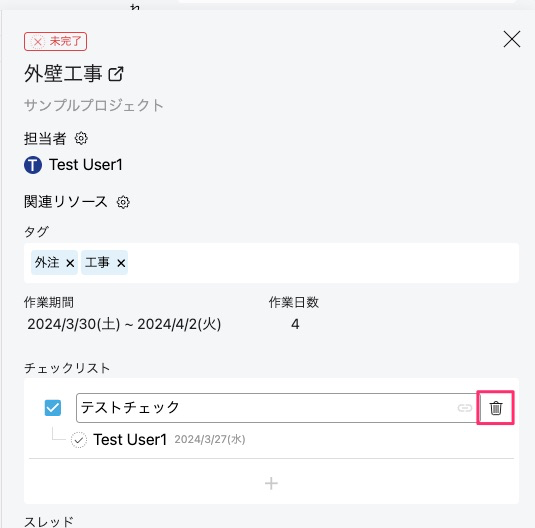 れ
未完了
外壁工事
サンプルプロジェクト
担当者
T Test User1
関連リソース
タグ
外注 × 工事 ×
作業期間 作業日数
2024/3/30(土) ~ 2024/4/2(火) 4
チェックリスト
テストチェック
Test User1 2024/3/27(水)
スレッド